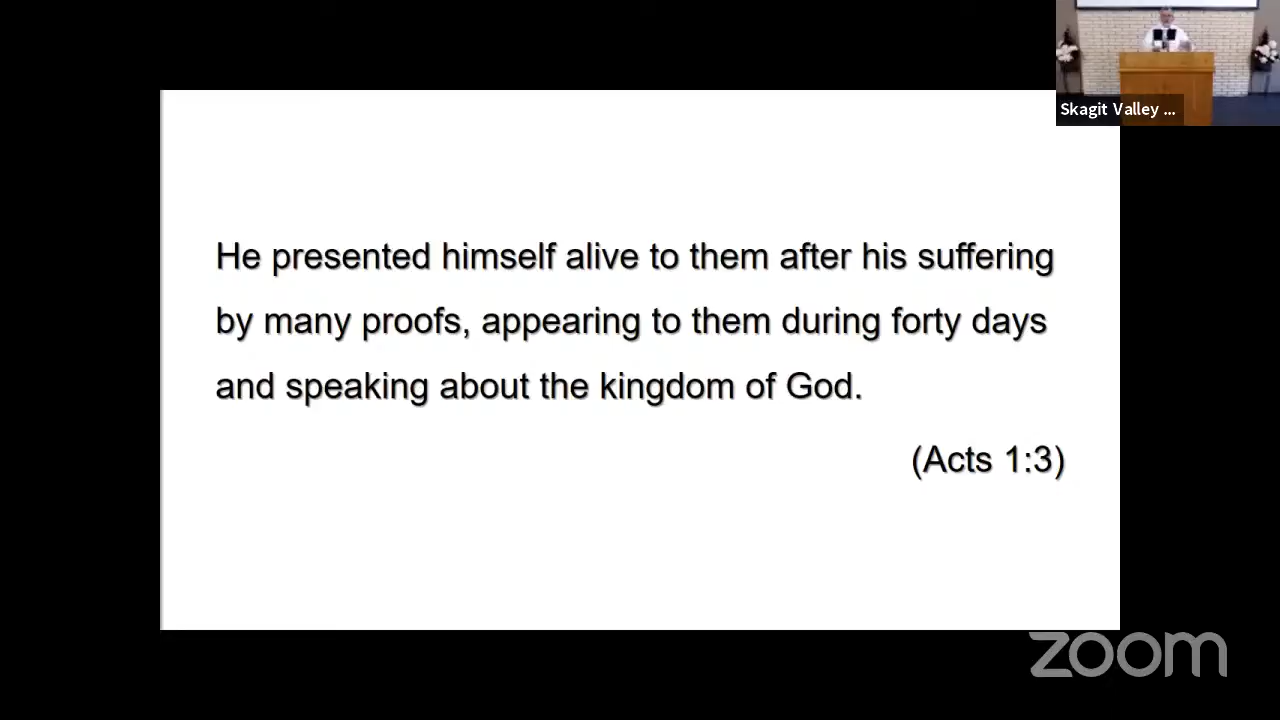 Skagit Valley ...
He presented himself alive to them after his suffering
by many proofs, appearing to them during forty days
and speaking about the kingdom of God.
(Acts 1:3)
zoom